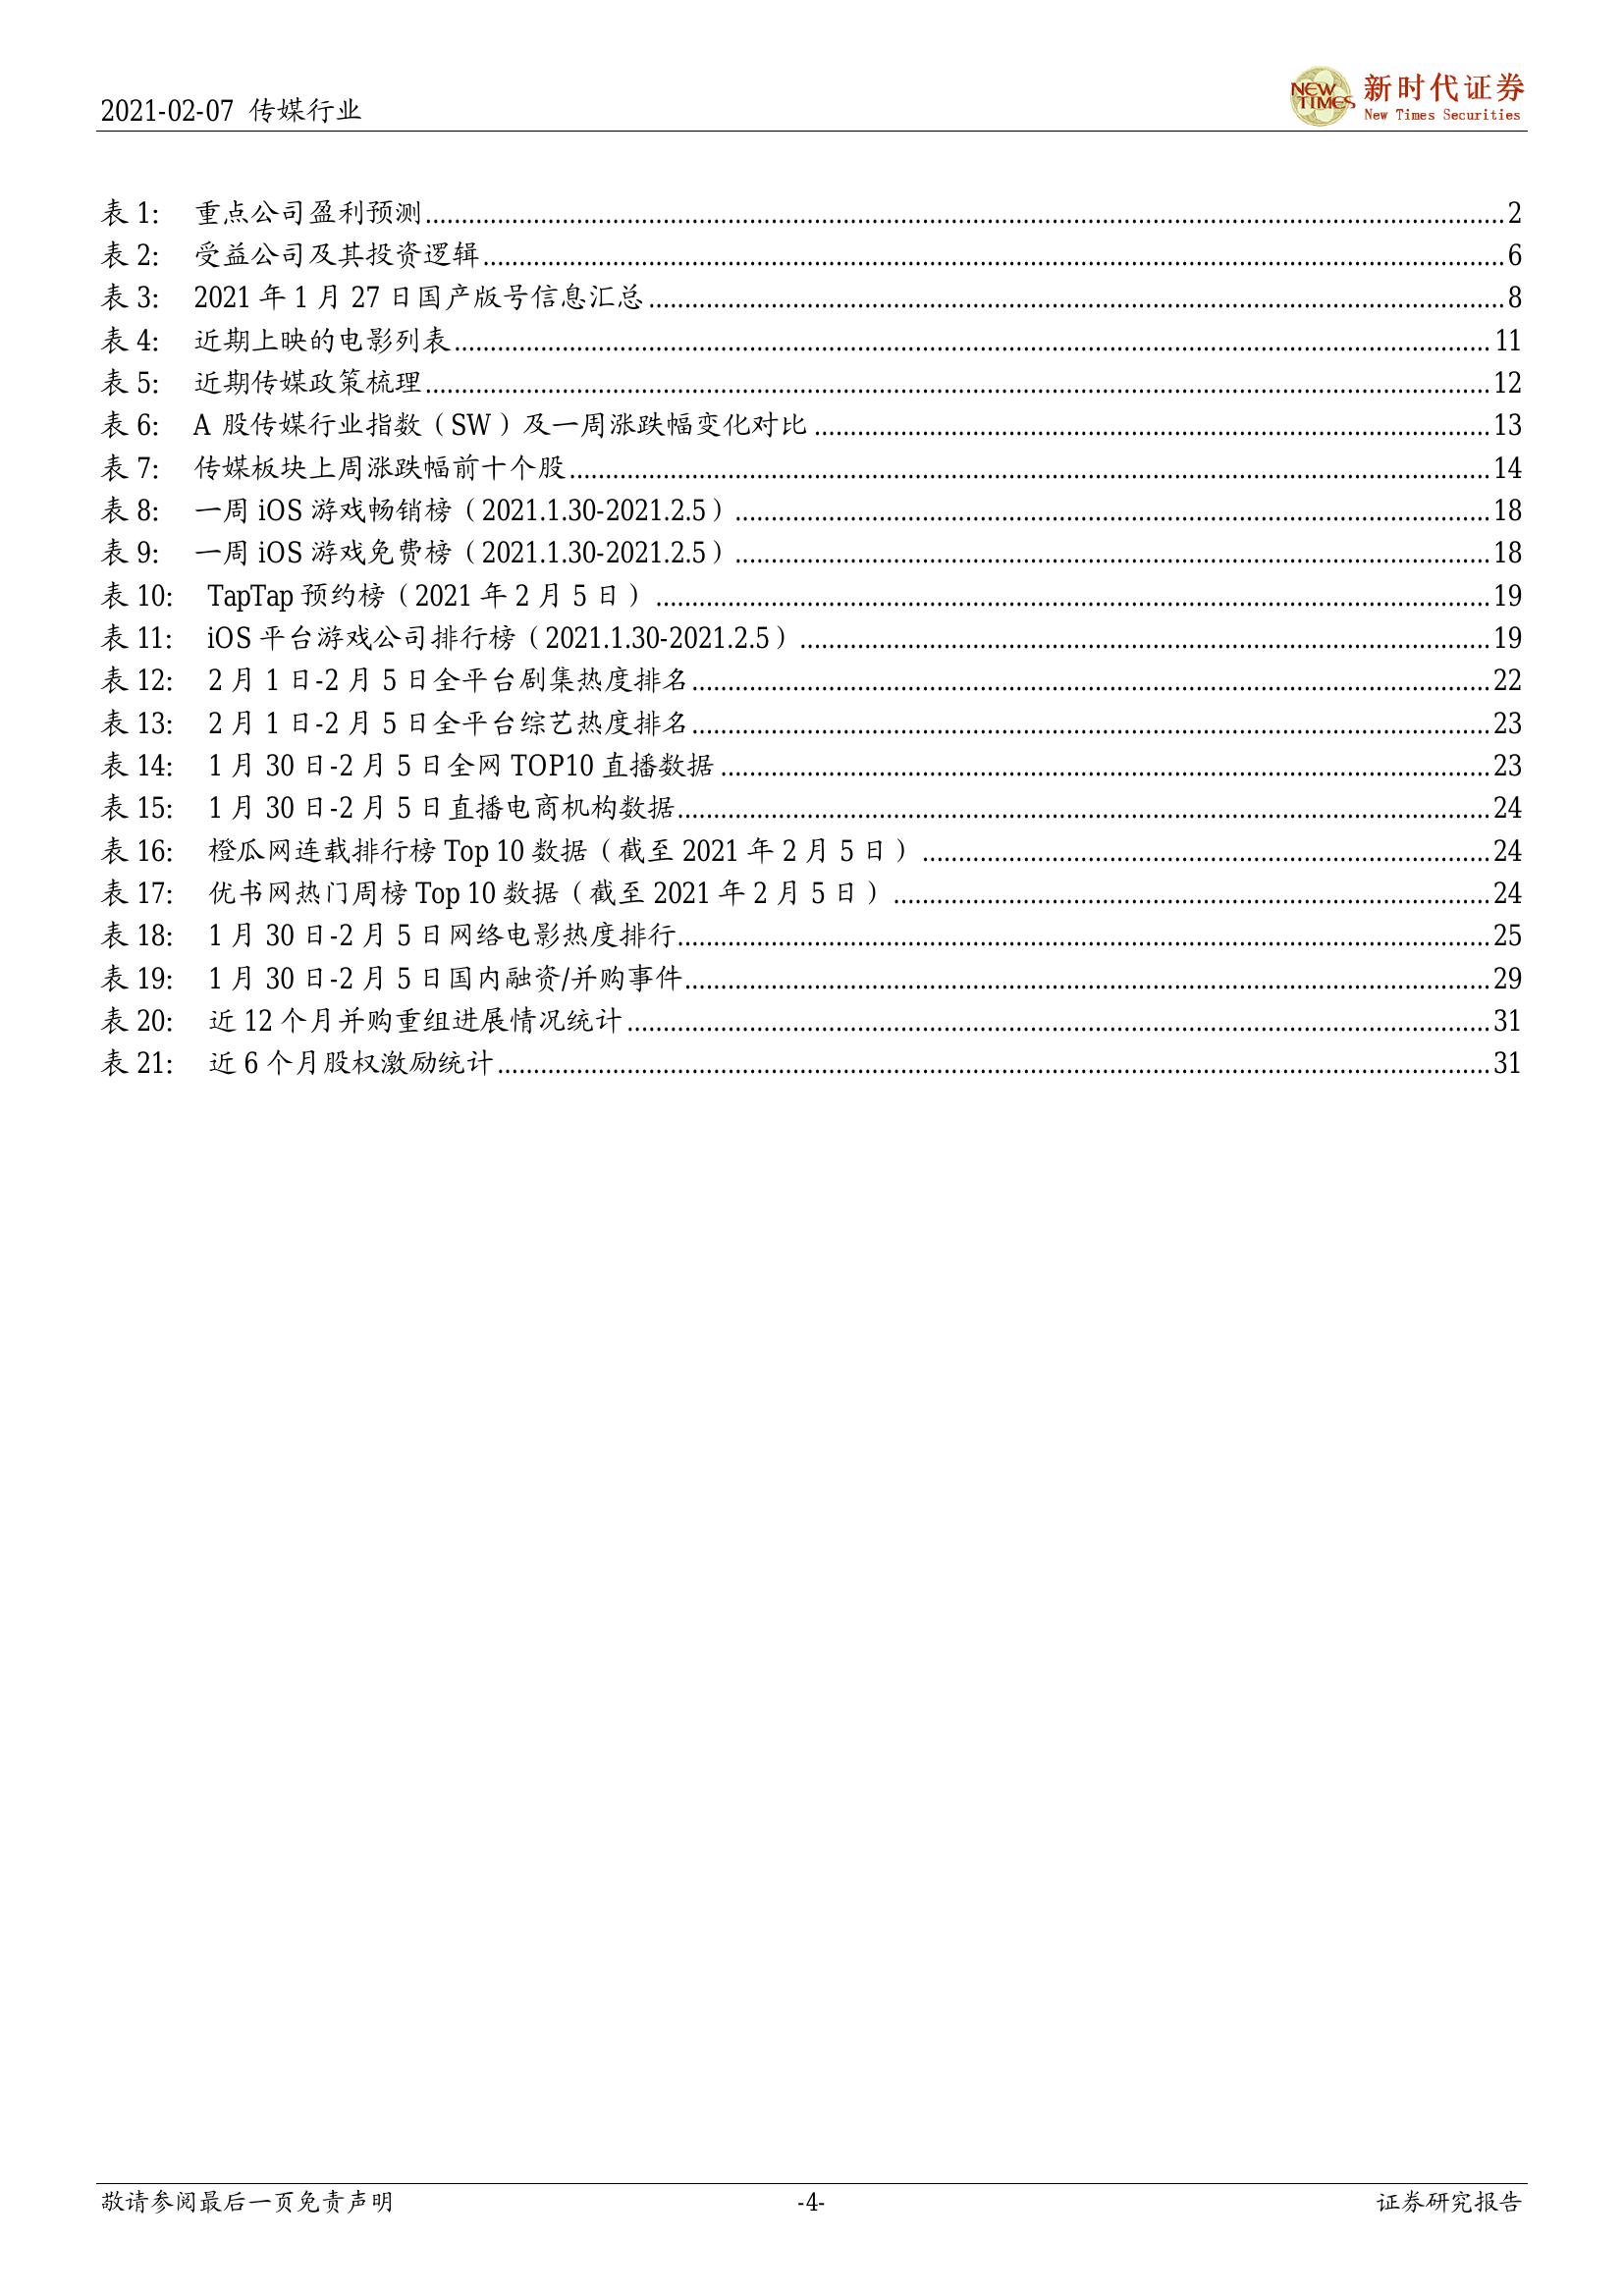 2021-02-07 传媒行业
NEW TIMES 新时代证券
New Times Securities
表 1: 重点公司盈利预测 2
表 2: 受益公司及其投资逻辑 6
表 3: 2021 年 1 月 27 日国产版号信息汇总 8
表 4: 近期上映的电影列表 11
表 5: 近期传媒政策梳理 12
表 6: A 股传媒行业指数（SW）及一周涨跌幅变化对比 13
表 7: 传媒板块上周涨跌幅前十个股 14
表 8: 一周 iOS 游戏畅销榜（2021.1.30-2021.2.5） 18
表 9: 一周 iOS 游戏免费榜（2021.1.30-2021.2.5） 18
表 10: TapTap 预约榜（2021 年 2 月 5 日） 19
表 11: iOS 平台游戏公司排行榜（2021.1.30-2021.2.5） 19
表 12: 2 月 1 日-2 月 5 日全平台剧集热度排名 22
表 13: 2 月 1 日-2 月 5 日全平台综艺热度排名 23
表 14: 1 月 30 日-2 月 5 日全网 TOP10 直播数据 23
表 15: 1 月 30 日-2 月 5 日直播电商机构数据 24
表 16: 橙瓜网连载排行榜 Top 10 数据（截至 2021 年 2 月 5 日） 24
表 17: 优书网热门周榜 Top 10 数据（截至 2021 年 2 月 5 日） 24
表 18: 1 月 30 日-2 月 5 日网络电影热度排行 25
表 19: 1 月 30 日-2 月 5 日国内融资/并购事件 29
表 20: 近 12 个月并购重组进展情况统计 31
表 21: 近 6 个月股权激励统计 31
敬请参阅最后一页免责声明 -4- 证券研究报告